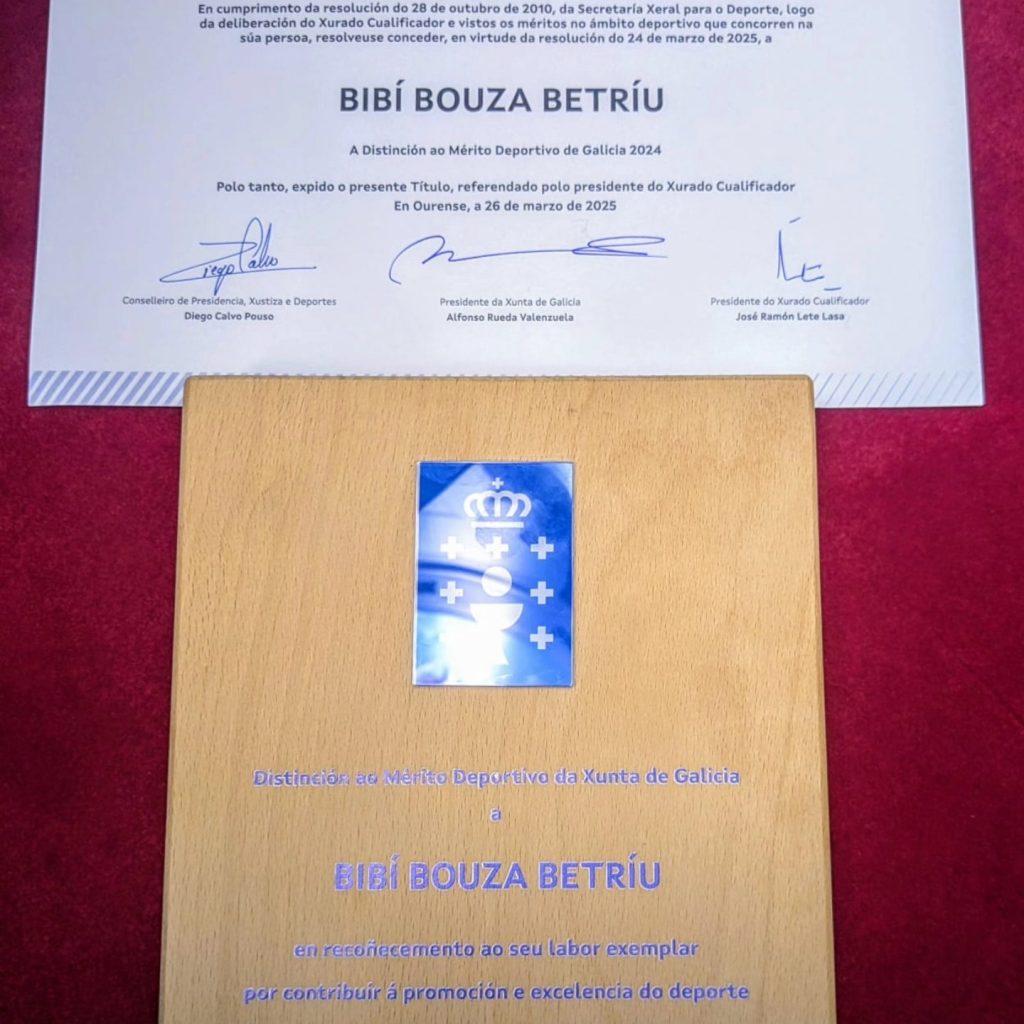 En cumprimento da resolución do 28 de outubro de 2010, da Secretaría Xeral para o Deporte, logo
da deliberación do Xurado Cualificador e vistos os méritos no ámbito deportivo que concorren na
súa persoa, resolveuse conceder, en virtude da resolución do 24 de marzo de 2025, a
BIBÍ BOUZA BETRÍU
A Distinción ao Mérito Deportivo de Galicia 2024
Polo tanto, expido o presente Título, referendado polo presidente do Xurado Cualificador
En Ourense, a 26 de marzo de 2025
Diego Calvo
Conselleiro de Presidencia, Xustiza e Deportes
Diego Calvo Pouso
Presidente da Xunta de Galicia
Alfonso Rueda Valenzuela
Presidente do Xurado Cualificador
José Ramón Lete Lasa
Distinción ao Mérito Deportivo da Xunta de Galicia
a
BIBÍ BOUZA BETRÍU
en recoñecemento ao seu labor exemplar
por contribuír á promoción e excelencia do deporte